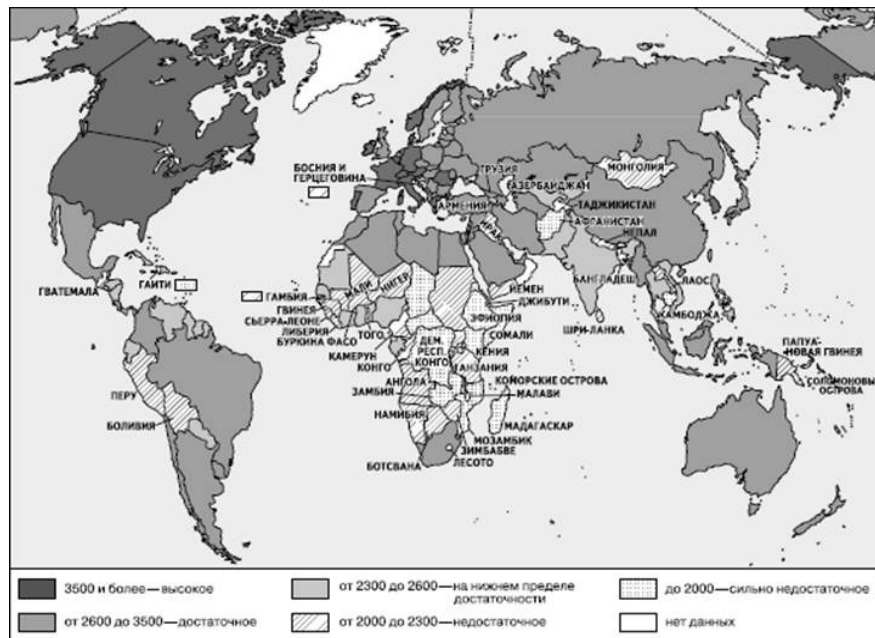 БОСНИЯ И
ГЕРЦЕГОВИНА
ГРУЗИЯ
МОНГОЛИЯ
АЗЕРБАЙДЖАН
АРМЕНИЯ
ТАДЖИКИСТАН
АФГАНИСТАН
ИРАК
НЕПАЛ
ГВАТЕМАЛА
ГАИТИ
ГАМБИЯ
МАЛИ
НИГЕР
ЙЕМЕН
БАНГЛАДЕШ
ЛАОС
ГВИНЕЯ
ДЖИБУТИ
СЬЕРРА-ЛЕОНЕ
ЭФИОПИЯ
КАМБОДЖА
ЛИБЕРИЯ
БУРКИНА ФАСО
ТОГО
СОМАЛИ
ШРИ-ЛАНКА
ПАПУА-
НОВАЯ ГВИНЕЯ
КАМЕРУН
ДЕМ.
РЕСП.
КОНГО
КЕНИЯ
КОНГО
ТАНЗАНИЯ
СОЛОМОНОВЫ
ОСТРОВА
АНГОЛА
КОМОРСКИЕ ОСТРОВА
ПЕРУ
ЗАМБИЯ
МАЛАВИ
БОЛИВИЯ
НАМИБИЯ
МАДАГАСКАР
МОЗАМБИК
ЗИМБАБВЕ
БОТСВАНА
ЛЕСОТО
3500 и более—высокое
от 2300 до 2600—на нижнем пределе
достаточности
до 2000—сильно недостаточное
от 2600 до 3500—достаточное
от 2000 до 2300—недостаточное
нет данных